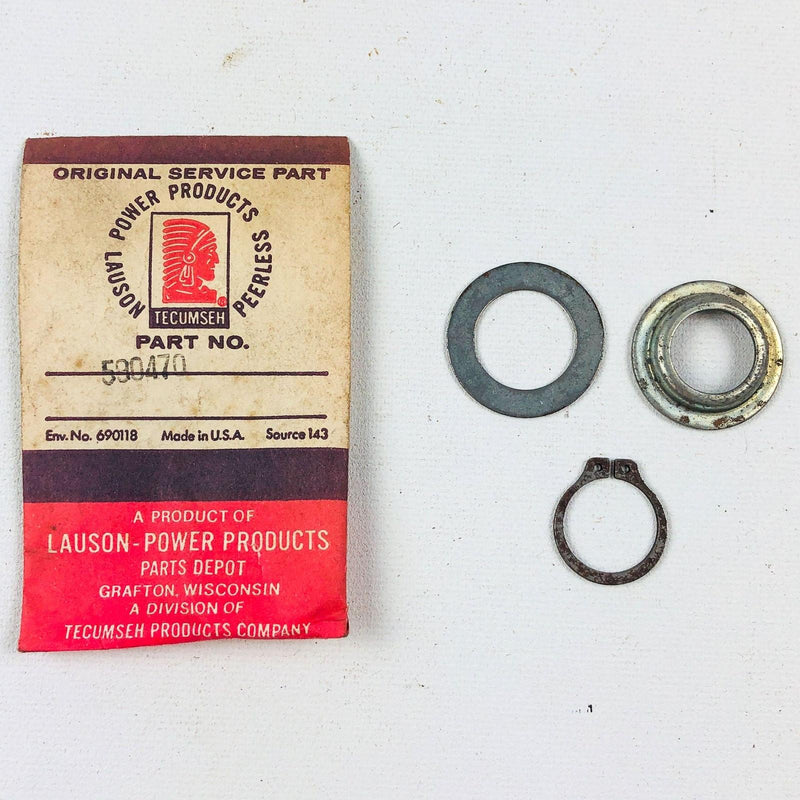 ORIGINAL SERVICE PART
LAUSON POWER PRODUCTS PEERLESS
TECUMSEH
PART NO.
590470
Env. No. 690118 Made in U.S.A. Source 143
A PRODUCT OF
LAUSON-POWER PRODUCTS
PARTS DEPOT
GRAFTON, WISCONSIN
A DIVISION OF
TECUMSEH PRODUCTS COMPANY